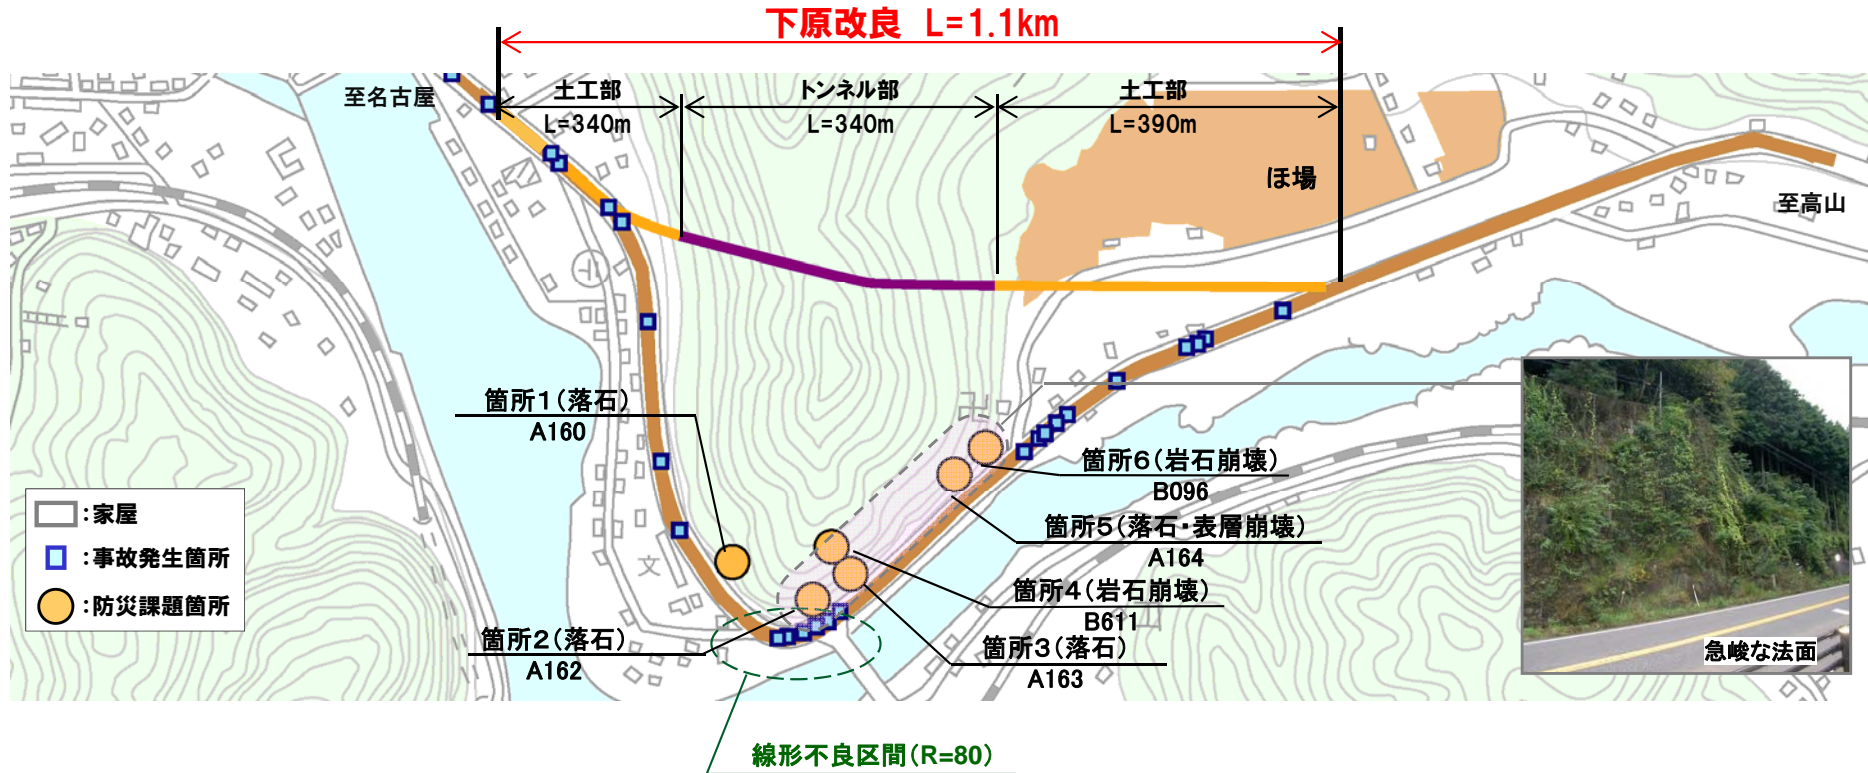 下原改良 L=1.1km
土工部
L=340m
トンネル部
L=340m
土工部
L=390m
至名古屋
ほ場
至高山
箇所1(落石)
A160
箇所6(岩石崩壊)
B096
箇所5(落石・表層崩壊)
A164
箇所4(岩石崩壊)
B611
箇所3(落石)
A163
箇所2(落石)
A162
:家屋
:事故発生箇所
:防災課題箇所
文
急峻な法面
線形不良区間(R=80)